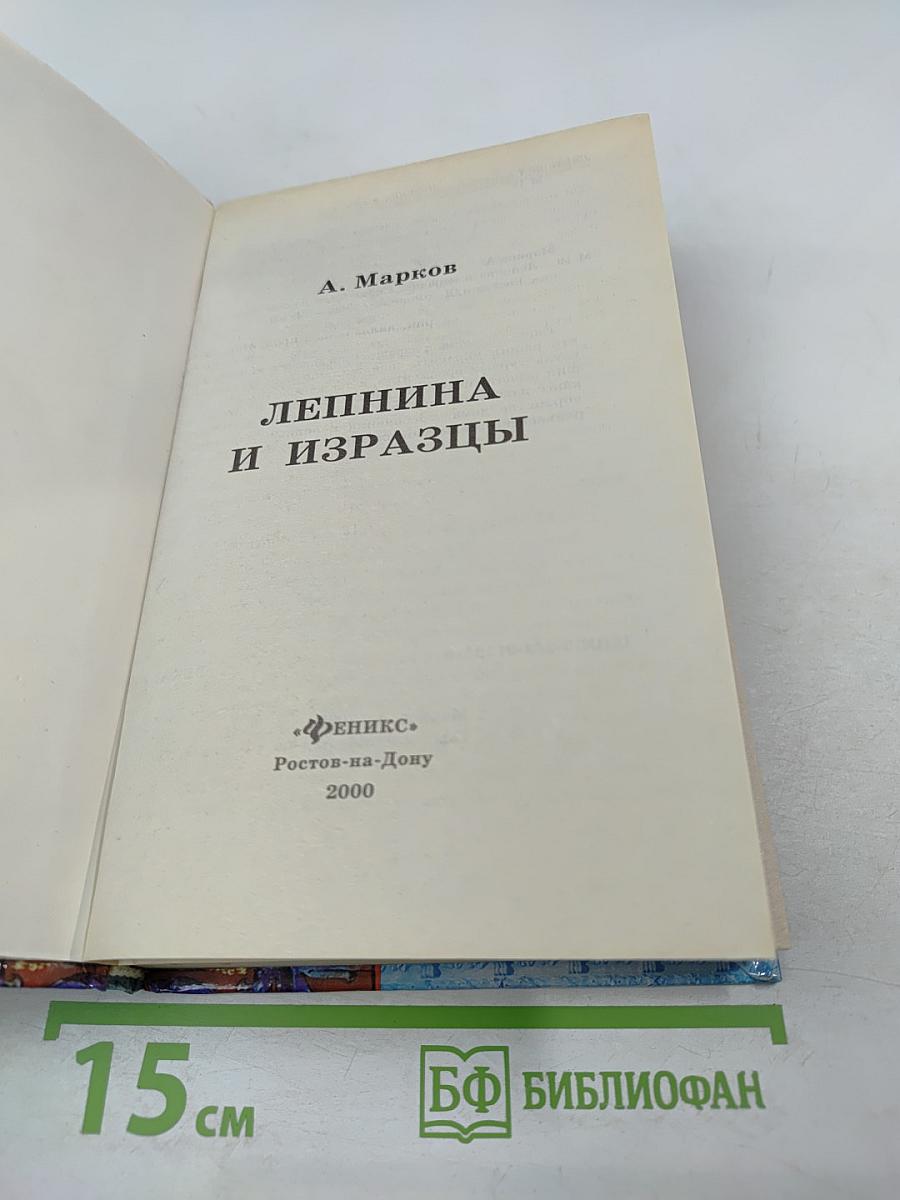 А. Марков
ЛЕПНИНА
И ИЗРАЗЦЫ
«ФЕНИКС»
Ростов-на-Дону
2000
15 см
БФ БИБЛИОФАН